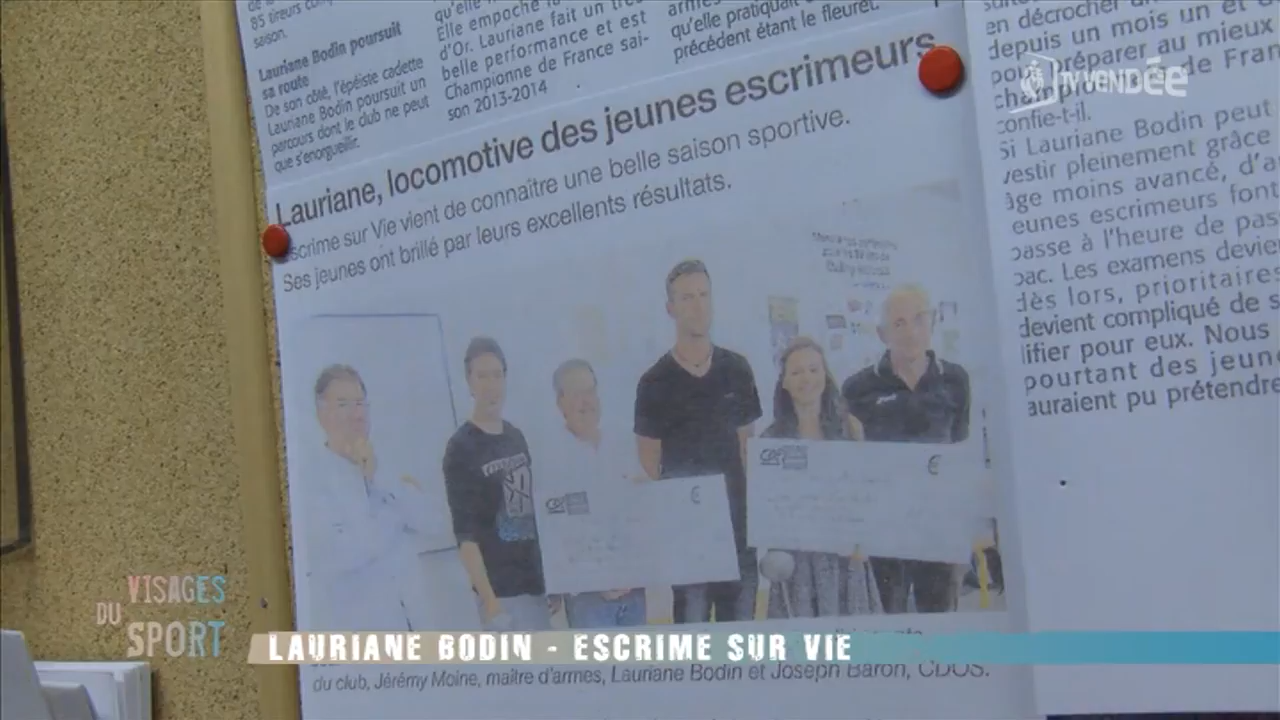 85 tireurs
saison.
Lauriane Bodin poursuit
sa route
De son côté, l'épéiste cadette
Lauriane Bodin poursuit un
parcours dont le club ne peut
que s'enorgueillir.
qu'elle
Elle empoche
d'Or. Lauriane fait un très
belle performance et est
Championne de France sai-
son 2013-2014
qu'elle pratiquait
précédent étant le fleuret.
Lauriane, locomotive des jeunes escrimeurs
scrime sur Vie vient de connaître une belle saison sportive.
Ses jeunes ont brillé par leurs excellents résultats.
€
€
du club, Jérémy Moine, maître d'armes, Lauriane Bodin et Joseph Baron, CDOS.
en décrocher
depuis un mois un et
pour préparer au mieux
champion de Fran
confie-t-il.
Si Lauriane Bodin peut
vestir pleinement grâce
âge moins avancé, d'a
eunes escrimeurs font
passe à l'heure de pas
bac. Les examens devie
dès lors, prioritaires
devient compliqué de
lifier pour eux. Nous
pourtant des jeun
auraient pu prétendre
TV VENDÉE
VISAGES
DU
SPORT
LAURIANE BODIN - ESCRIME SUR VIE